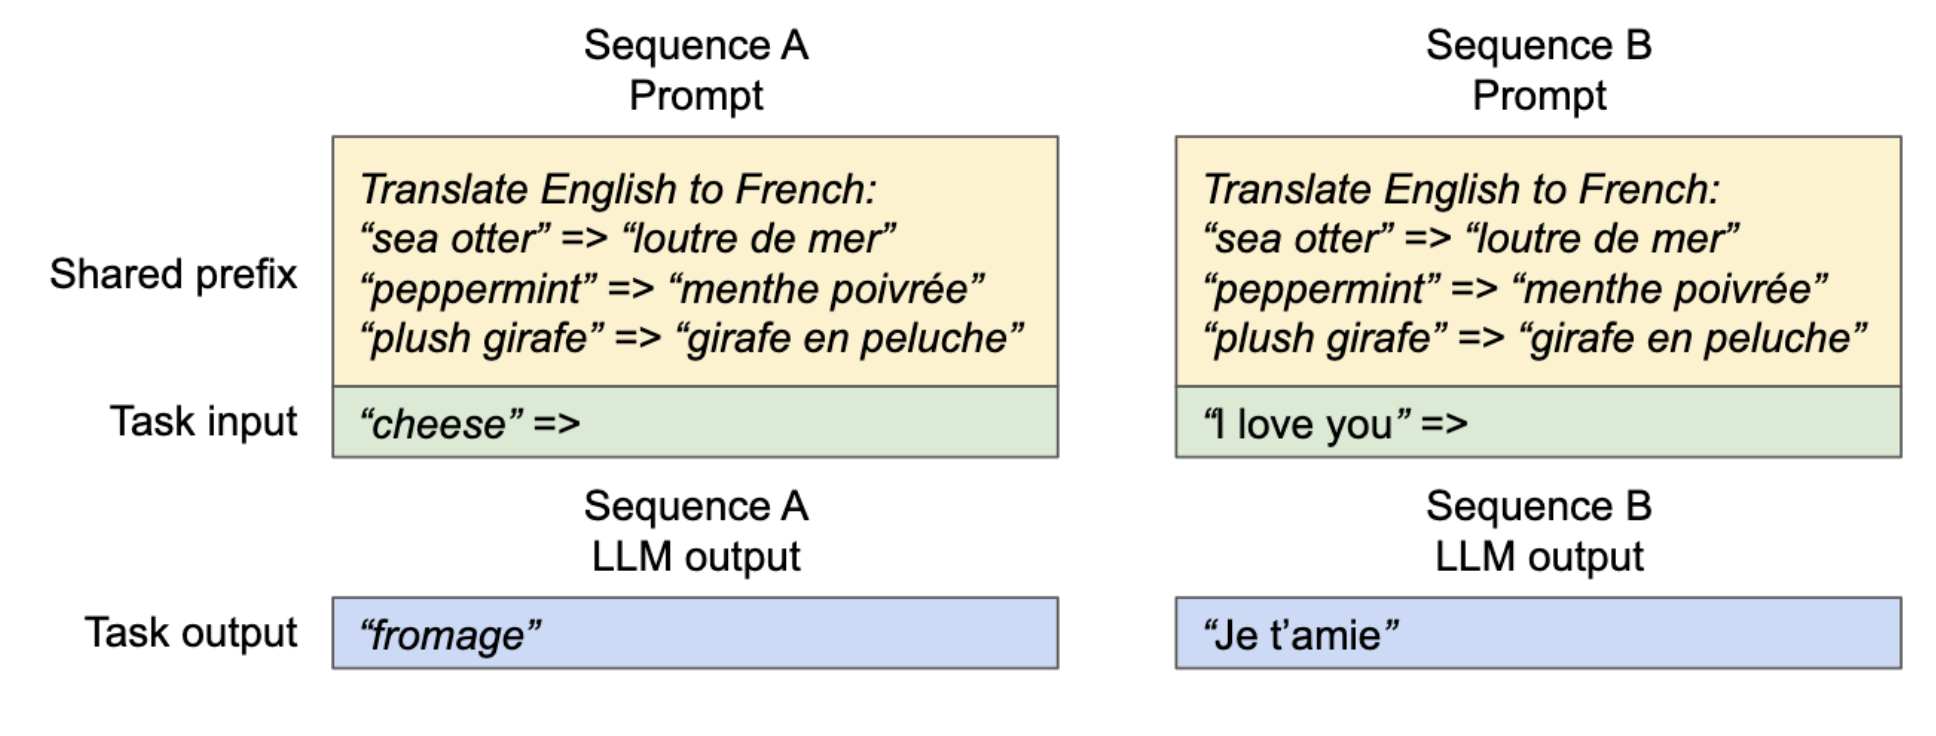 Sequence A
Prompt
Sequence B
Prompt
Shared prefix
Translate English to French:
“sea otter” => “loutre de mer”
“peppermint” => “menthe poivrée”
“plush girafe” => “girafe en peluche”
Translate English to French:
“sea otter” => “loutre de mer”
“peppermint” => “menthe poivrée”
“plush girafe” => “girafe en peluche”
Task input
“cheese” =>
“I love you” =>
Sequence A
LLM output
Sequence B
LLM output
Task output
“fromage”
“Je t’amie”